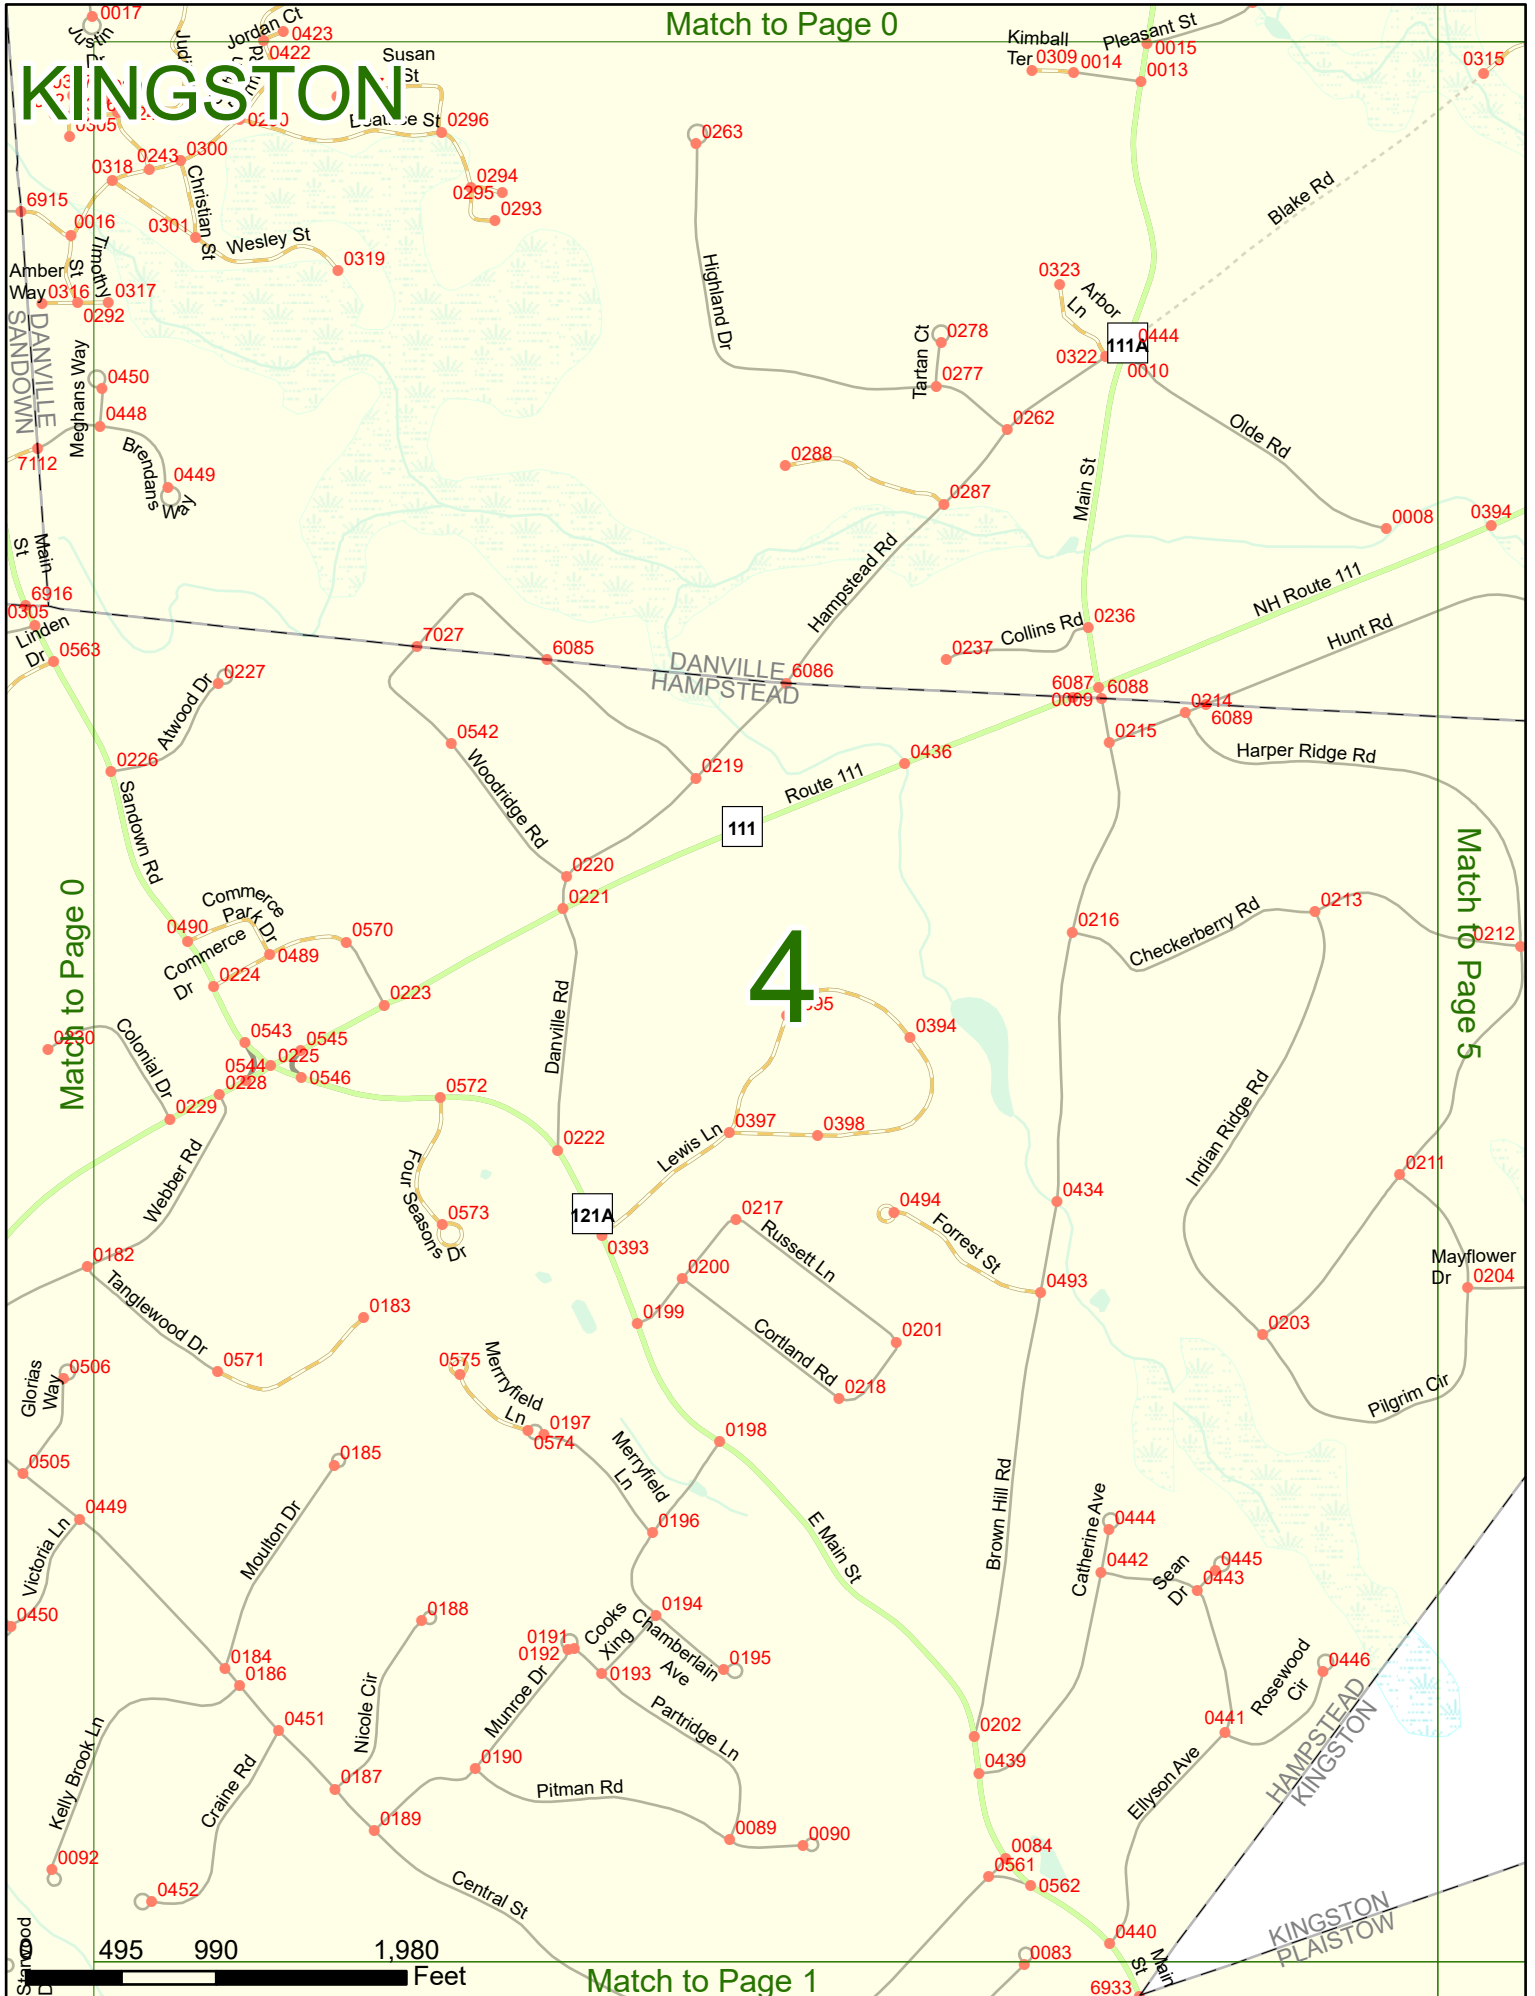 Match to Page 0
KINGSTON
0017
Justin
Jordan Ct
0423
0422
Susan
St
Beatrice St
0296
0305
0318
0243
0300
0294
0295
0293
6915
0016
0301
Christian St
Wesley St
0319
Timothy
St
Amber
Way
0316
0317
0292
DANVILLE
SANDOWN
Meghans Way
0450
0448
7112
Brendans
Way
0449
Kimball
Ter
0309
0014
Pleasant St
0015
0013
0315
0263
Highland Dr
Blake Rd
0323
Arbor
Ln
0444
111A
0322
0010
Tartan Ct
0278
0277
0262
Olde Rd
0288
0287
Main St
0008
0394
Hampstead Rd
NH Route 111
Main
St
6916
0305
Linden
Dr
0563
0227
Atwood Dr
0226
7027
6085
DANVILLE
HAMPSTEAD
6086
0237
Collins Rd
0236
Hunt Rd
6087
6088
0009
0214
6089
0215
Harper Ridge Rd
0542
Woodridge Rd
0219
0436
Route 111
111
Sandown Rd
0220
0221
Match to Page 0
Match to Page 5
Commerce
Park Dr
0490
Commerce
Dr
0489
0570
0224
0223
4
0216
Checkerberry Rd
0213
0212
0230
Colonial Dr
0543
0545
0225
0544
0228
0546
0229
Danville Rd
0394
0572
0397
0398
Lewis Ln
0222
Webber Rd
Four Seasons Dr
0573
121A
0393
0217
Russett Ln
0494
Forrest St
0434
Indian Ridge Rd
0211
Mayflower
Dr
0204
0182
Tanglewood Dr
0183
0200
0199
0493
0203
0201
Cortland Rd
0218
Pilgrim Cir
Glorias
Way
0506
0571
0575
Merrryfield
Ln
0197
0574
0198
0505
0185
Merryfield
Ln
0449
Victoria Ln
Moulton Dr
0196
E Main St
Brown Hill Rd
Catherine Ave
0444
0442
Sean
Dr
0445
0443
0450
0188
0194
Cooks
Xing
Chamberlain
Ave
0191
0192
0193
0195
0184
0186
Rosewood
Cir
0446
Nicole Cir
Munroe Dr
Partridge Ln
0451
0202
0441
HAMPSTEAD
KINGSTON
Kelly Brook Ln
Craine Rd
0187
0190
Pitman Rd
0439
Ellyson Ave
0189
0089
0090
0092
0452
0084
0561
0562
Central St
0440
KINGSTON
PLAISTOW
0083
Main
St
6933
495
990
1,980
Feet
Match to Page 1